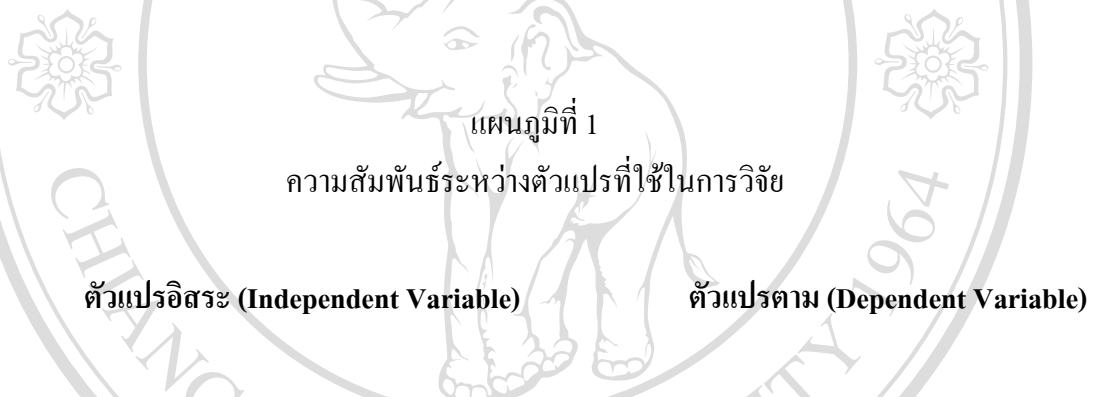 แผนภูมิที่ 1
ความสัมพันธ์ระหว่างตัวแปรที่ใช้ในการวิจัย
ตัวแปรอิสระ (Independent Variable) ตัวแปรตาม (Dependent Variable)
CHIANG
1964